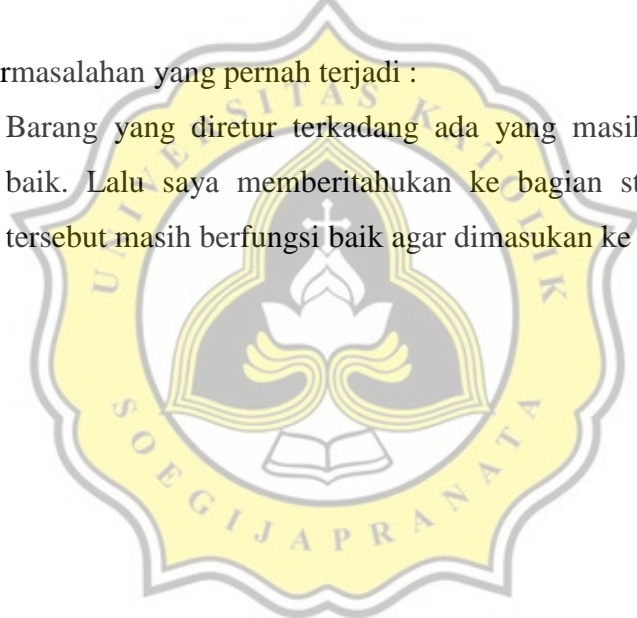 rmasalahan yang pernah terjadi :
Barang yang diretur terkadang ada yang masih
baik. Lalu saya memberitahukan ke bagian st
tersebut masih berfungsi baik agar dimasukan ke
UNIVERSITAS KATOLIK
SOEGIJAPRANATA